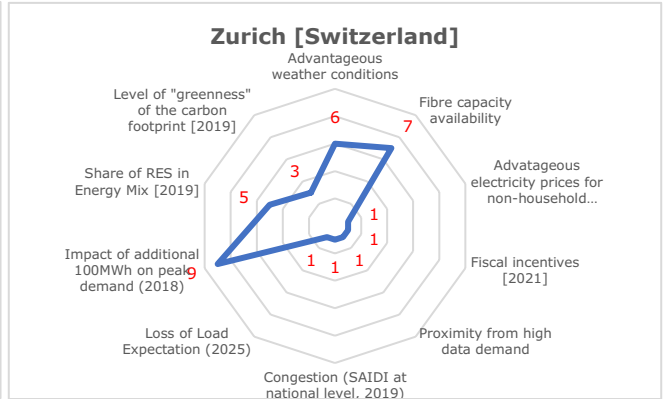 Zurich [Switzerland]
Advantageous
weather conditions
Level of "greenness"
of the carbon
footprint [2019]
Fibre capacity
availability
6
7
3
Share of RES in
Energy Mix [2019]
5
Advatageous
electricity prices for
non-household...
1
1
Impact of additional
100MWh on peak
demand (2018)
9
1
1
1
Fiscal incentives
[2021]
Loss of Load
Expectation (2025)
Proximity from high
data demand
Congestion (SAIDI at
national level, 2019)